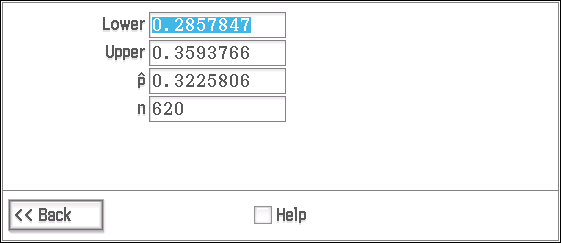 Lower 0.2857847
Upper 0.3593766
p̂ 0.3225806
n 620
<< Back Help